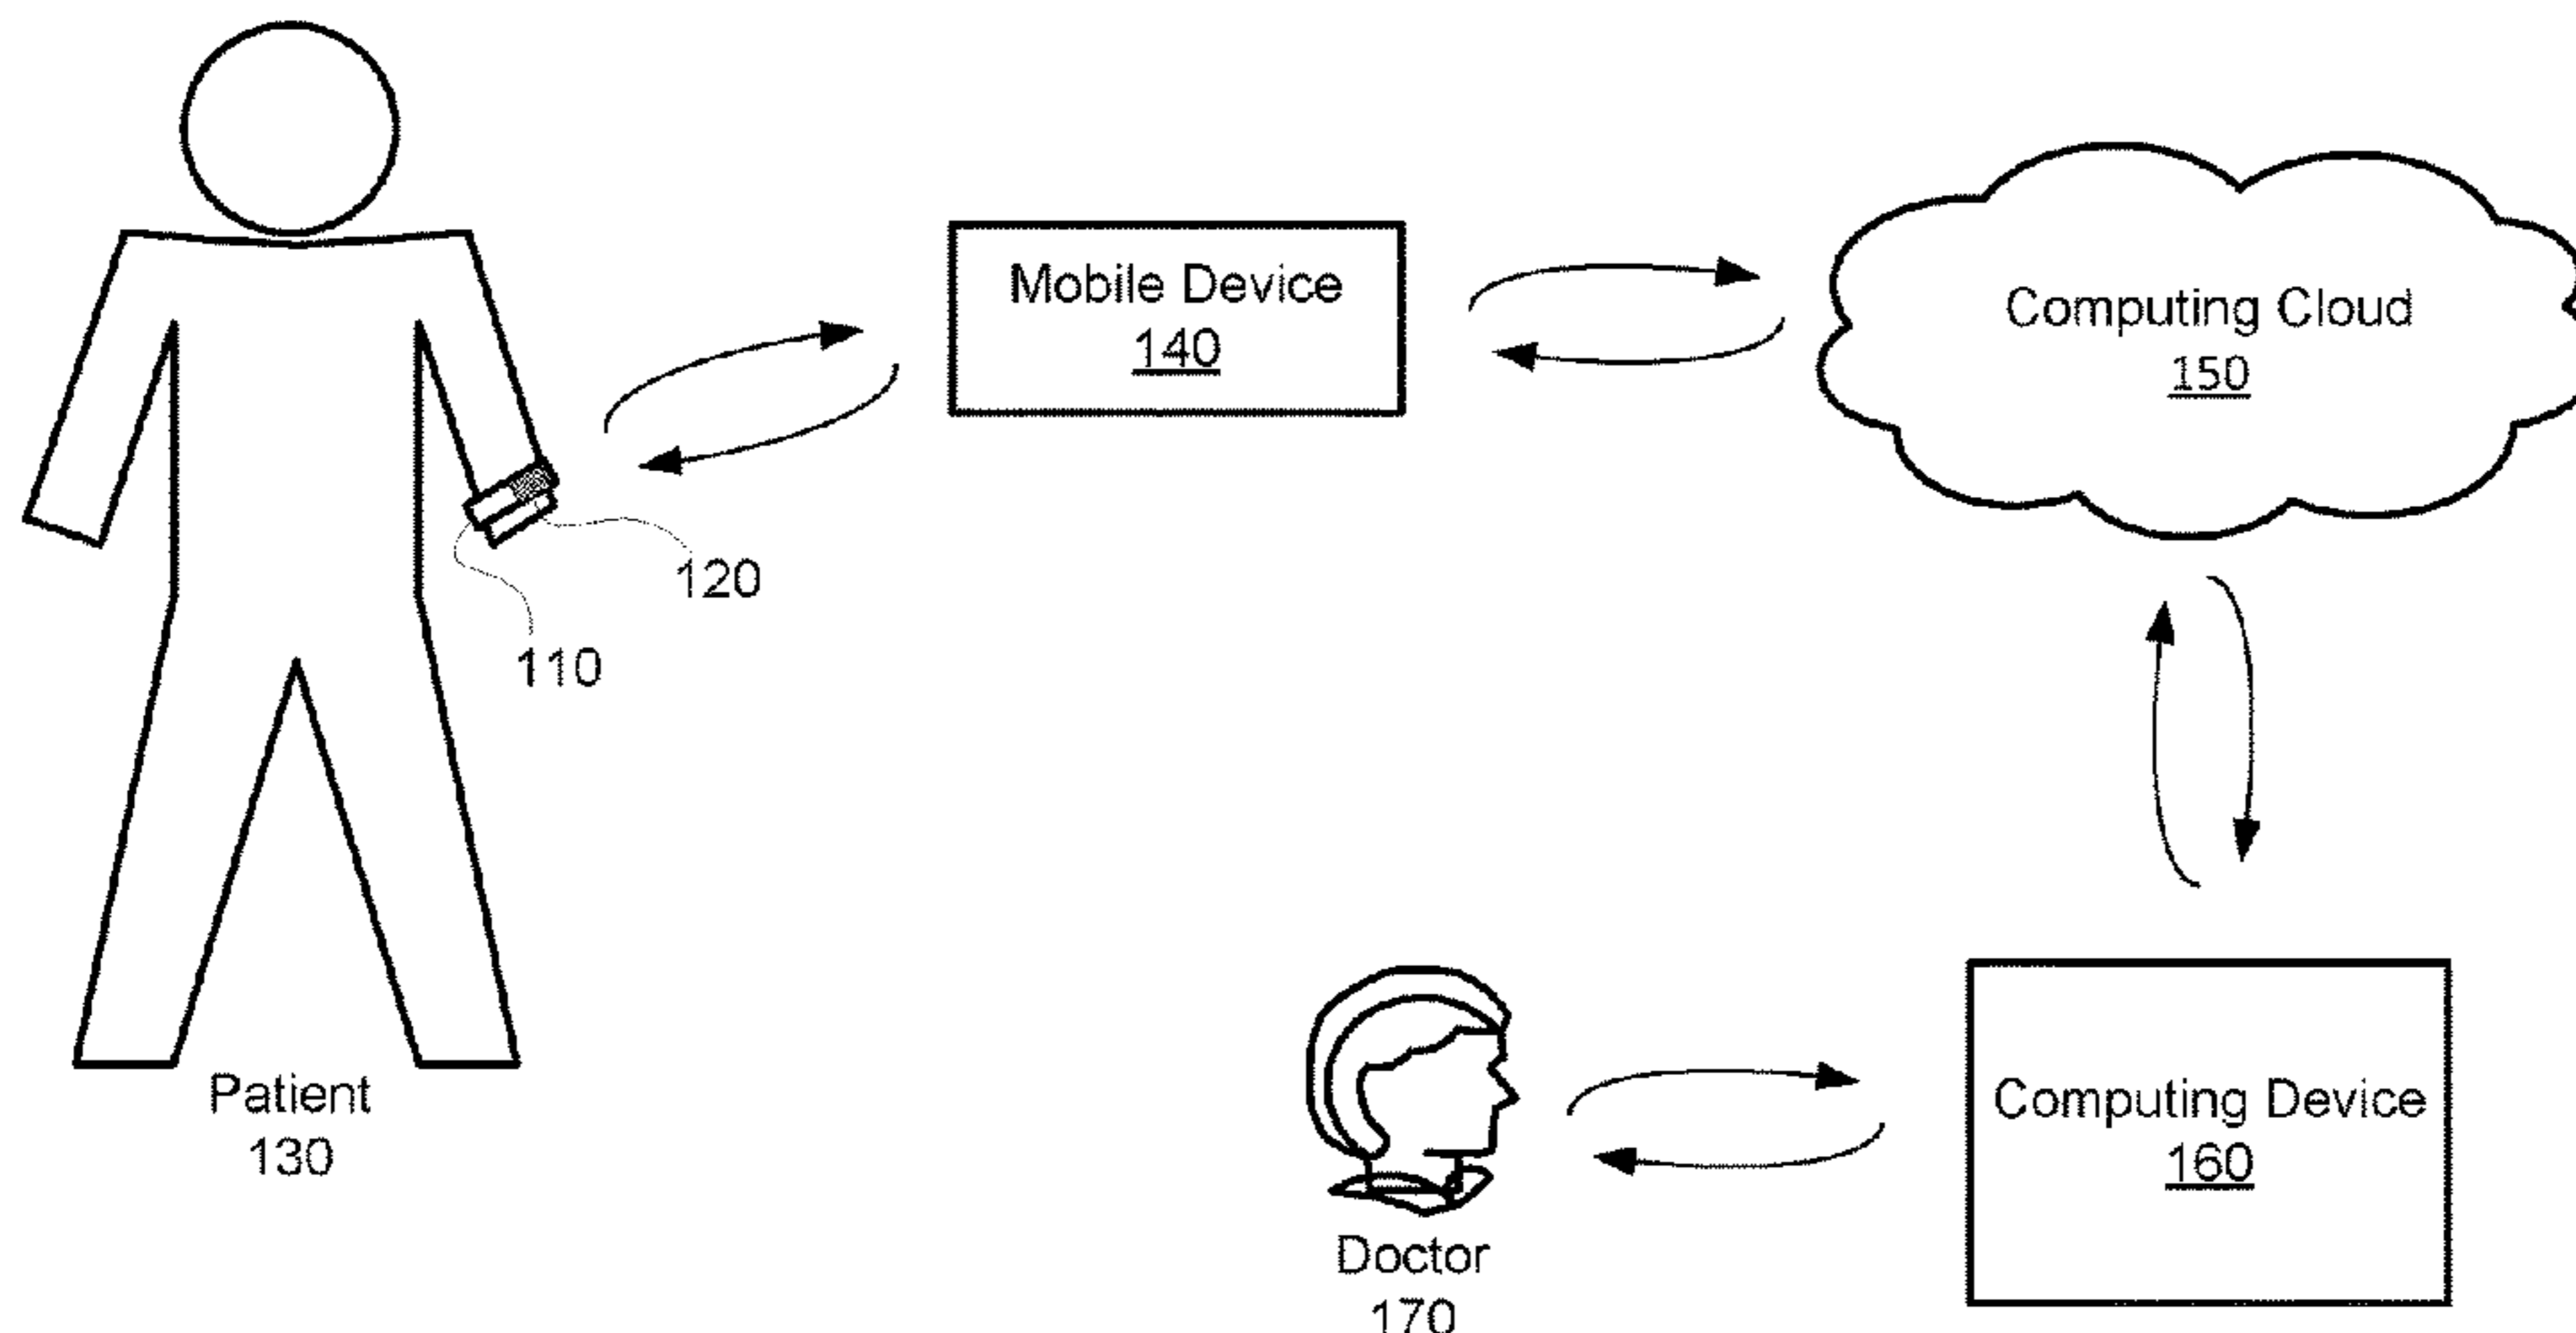 Mobile Device
140
Computing Cloud
150
120
110
Patient
130
Computing Device
160
Doctor
170